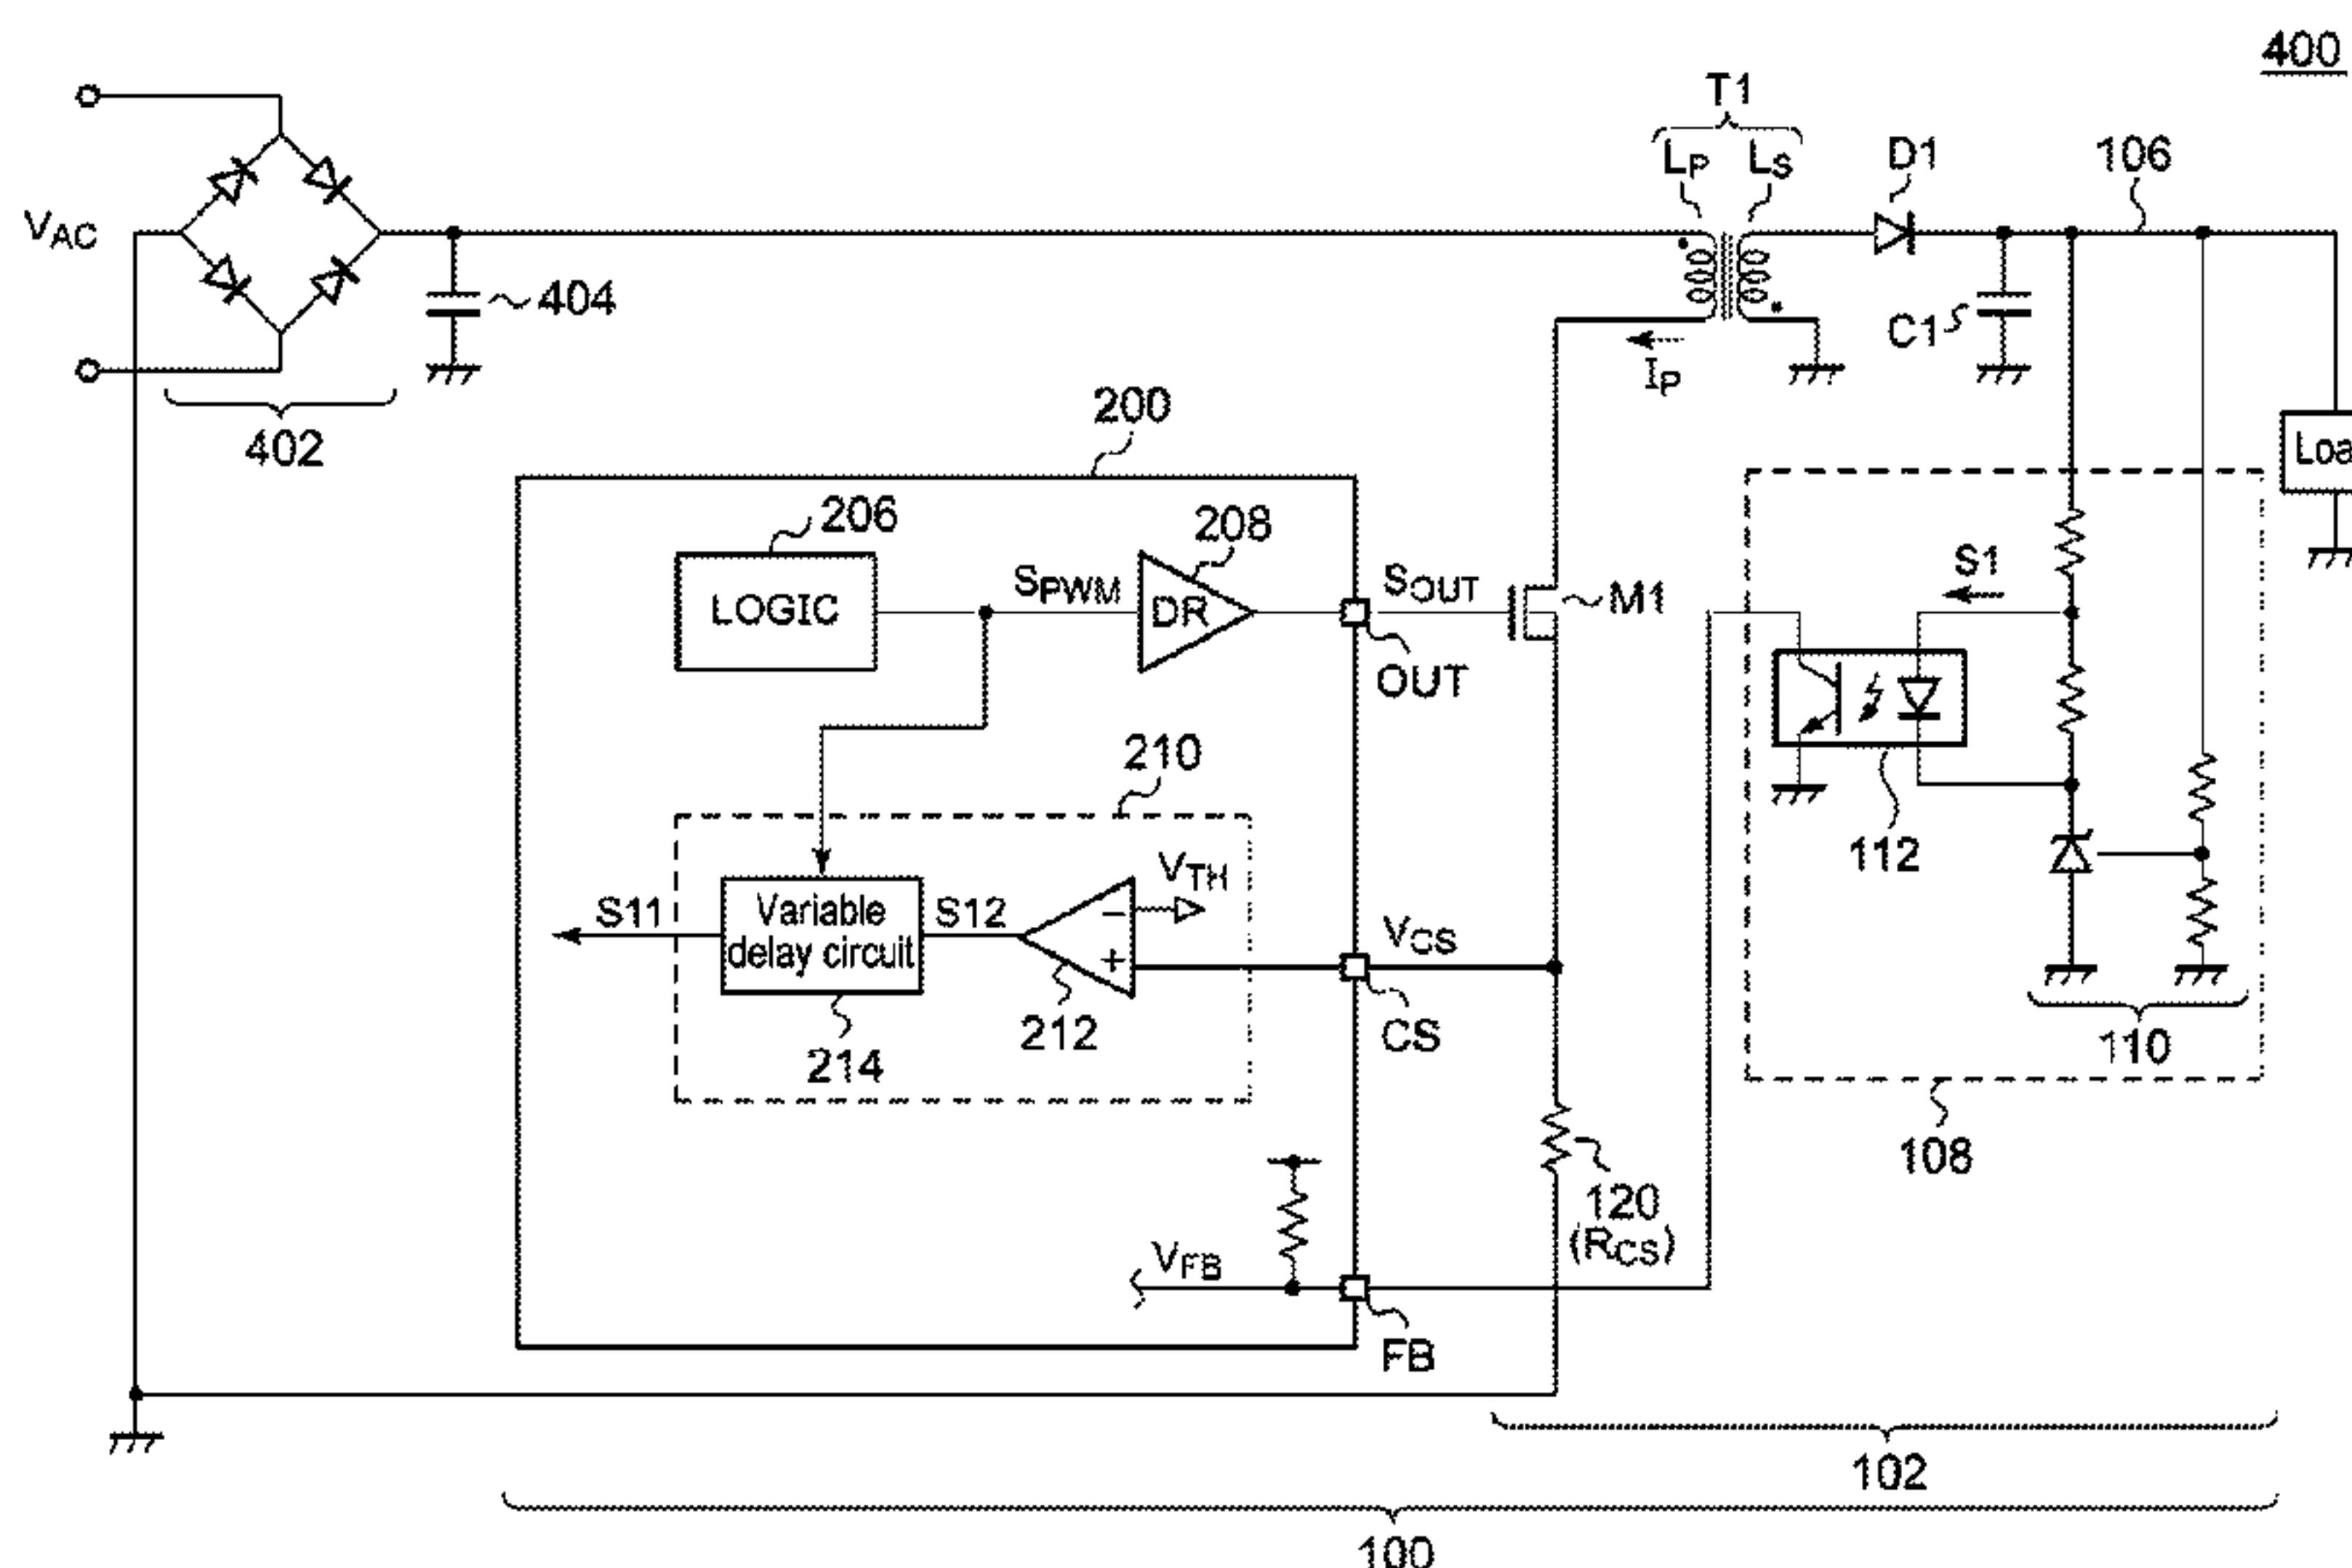 400
T1
LP LS
D1
106
VAC
404
C1
IP
402
200
Loa
206
208
LOGIC
SPWM
DR
SOUT
M1
S1
OUT
210
VTH
112
S11
Variable
delay circuit
S12
−
+
VCS
212
CS
214
110
108
120
(RCS)
VFB
FB
102
100